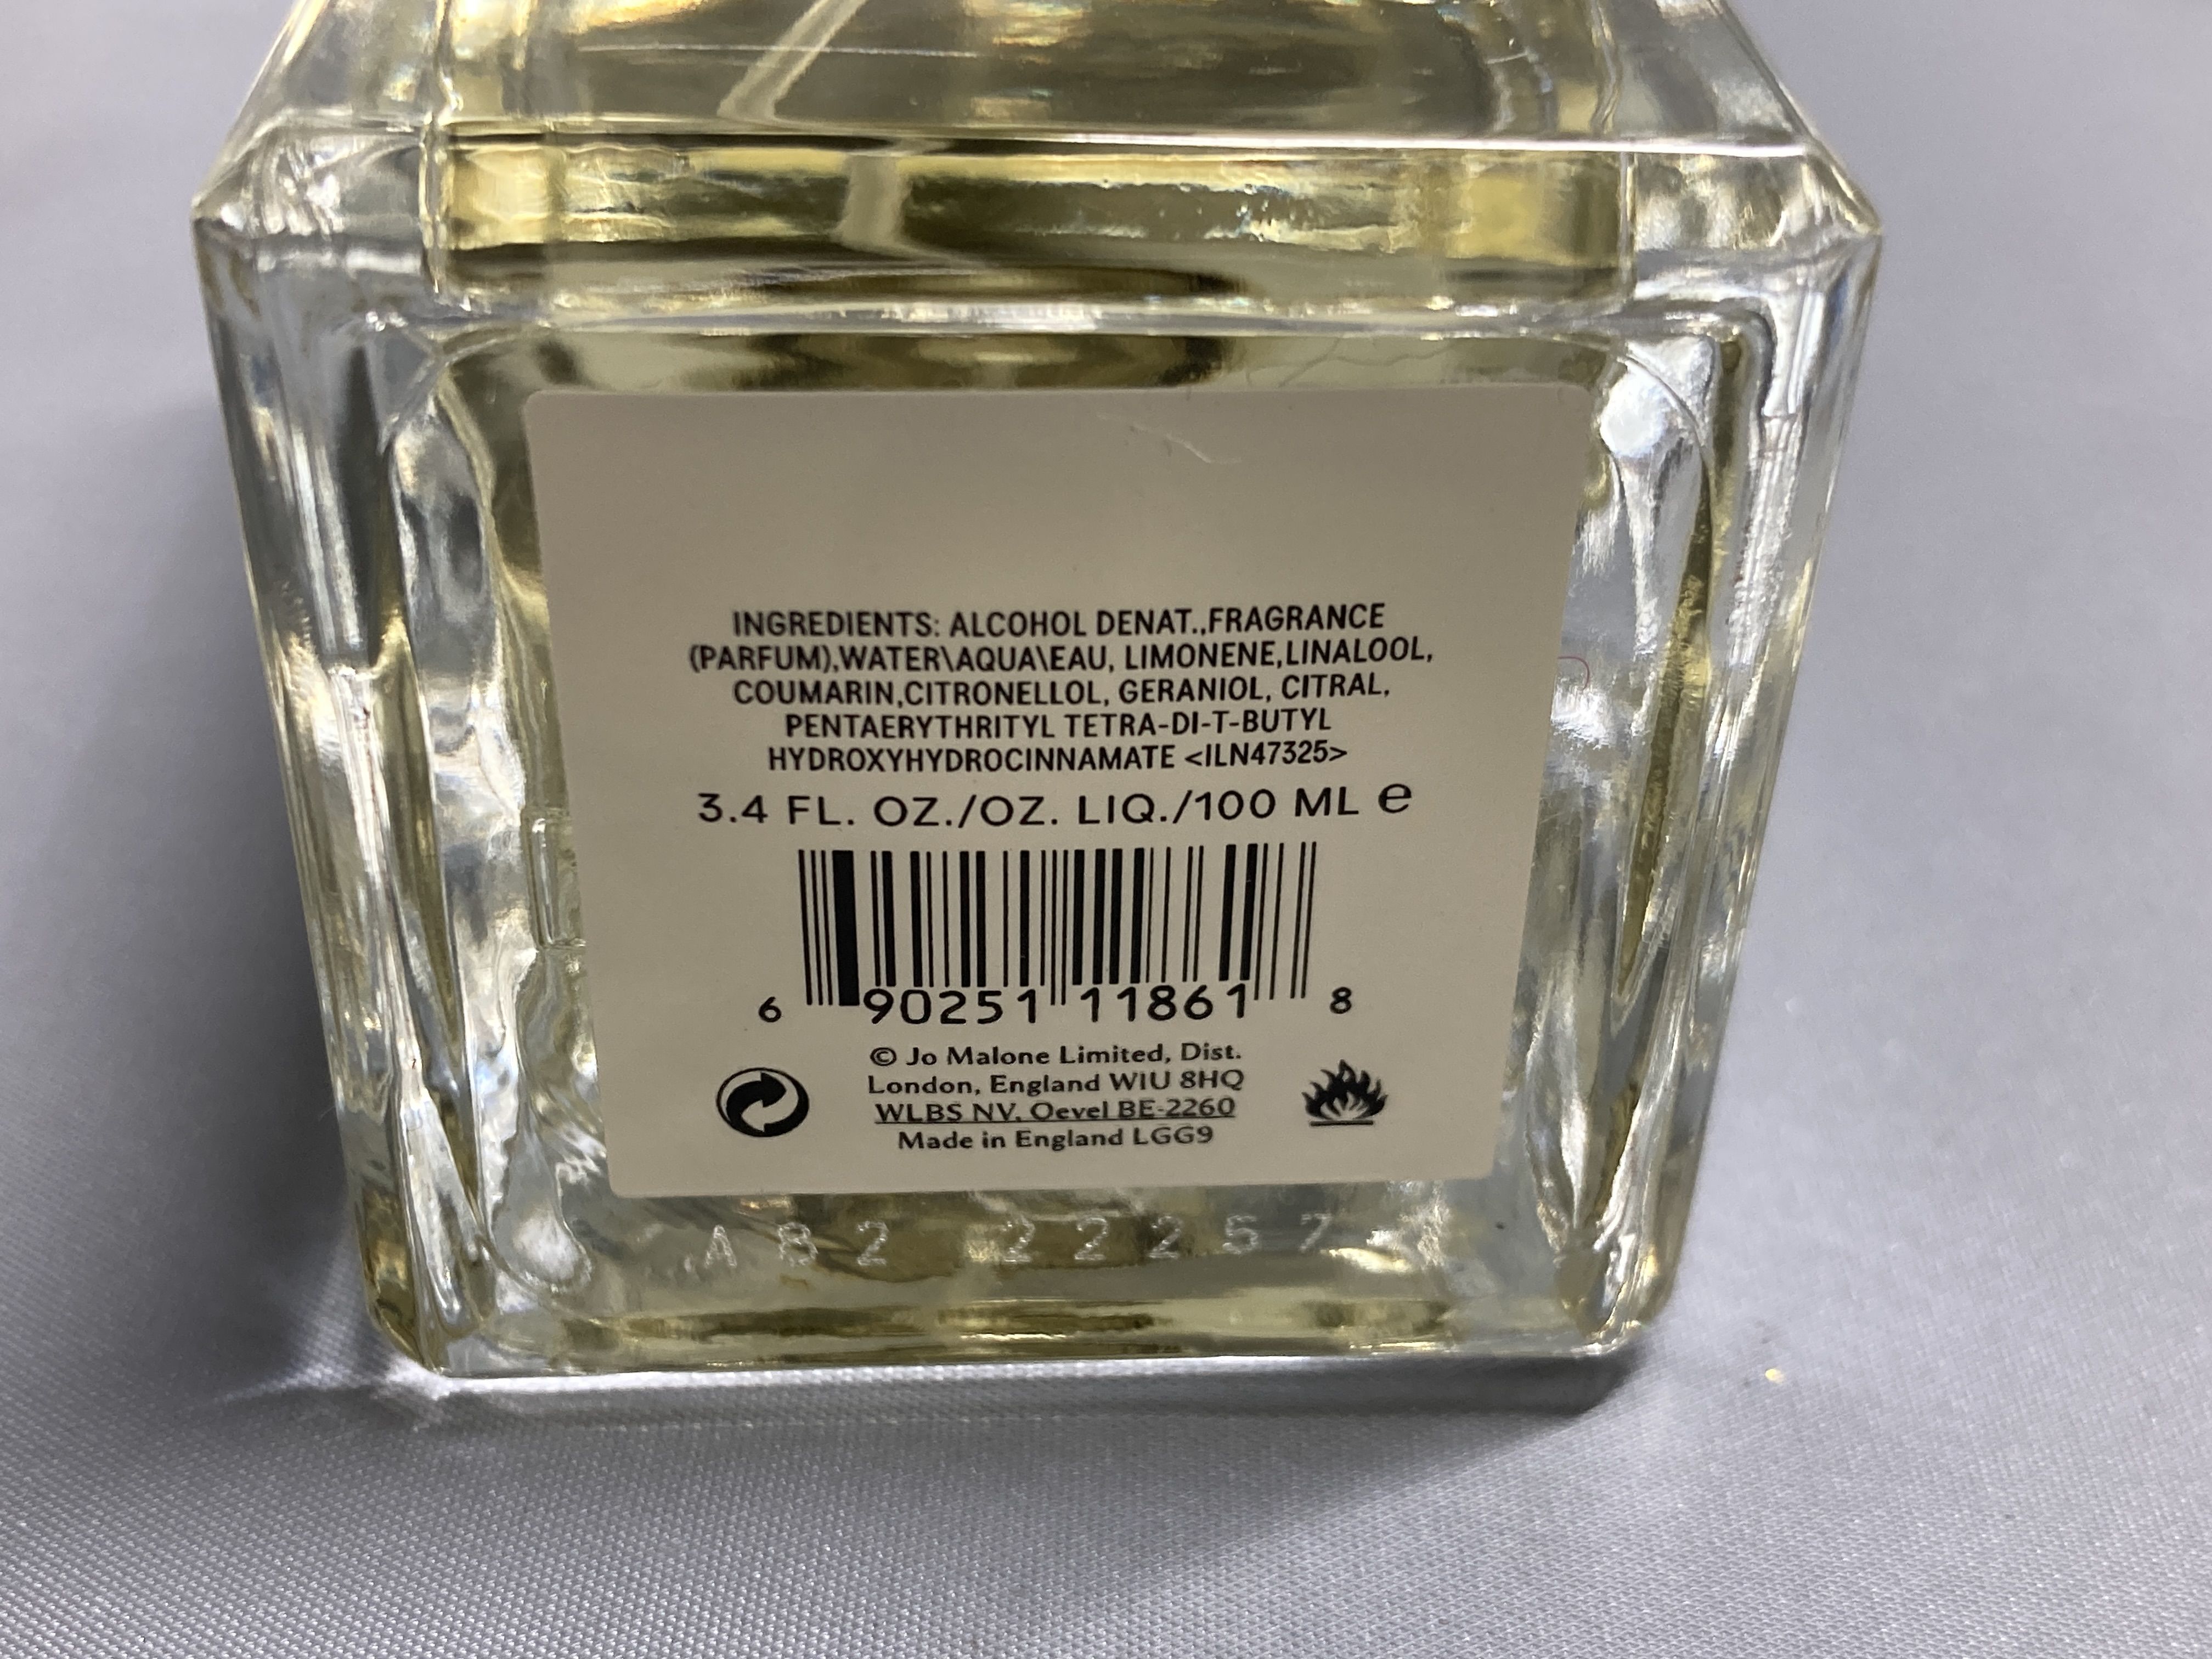 INGREDIENTS: ALCOHOL DENAT.,FRAGRANCE
(PARFUM),WATER\AQUA\EAU, LIMONENE,LINALOOL,
COUMARIN,CITRONELLOL, GERANIOL, CITRAL,
PENTAERYTHRITYL TETRA-DI-T-BUTYL
HYDROXYHYDROCINNAMATE <ILN47325>
3.4 FL. OZ./OZ. LIQ./100 ML e
6 90251 11861 8
© Jo Malone Limited, Dist.
London, England W1U 8HQ
WLBS NV, Oevel BE-2260
Made in England LGG9
AB2 22257